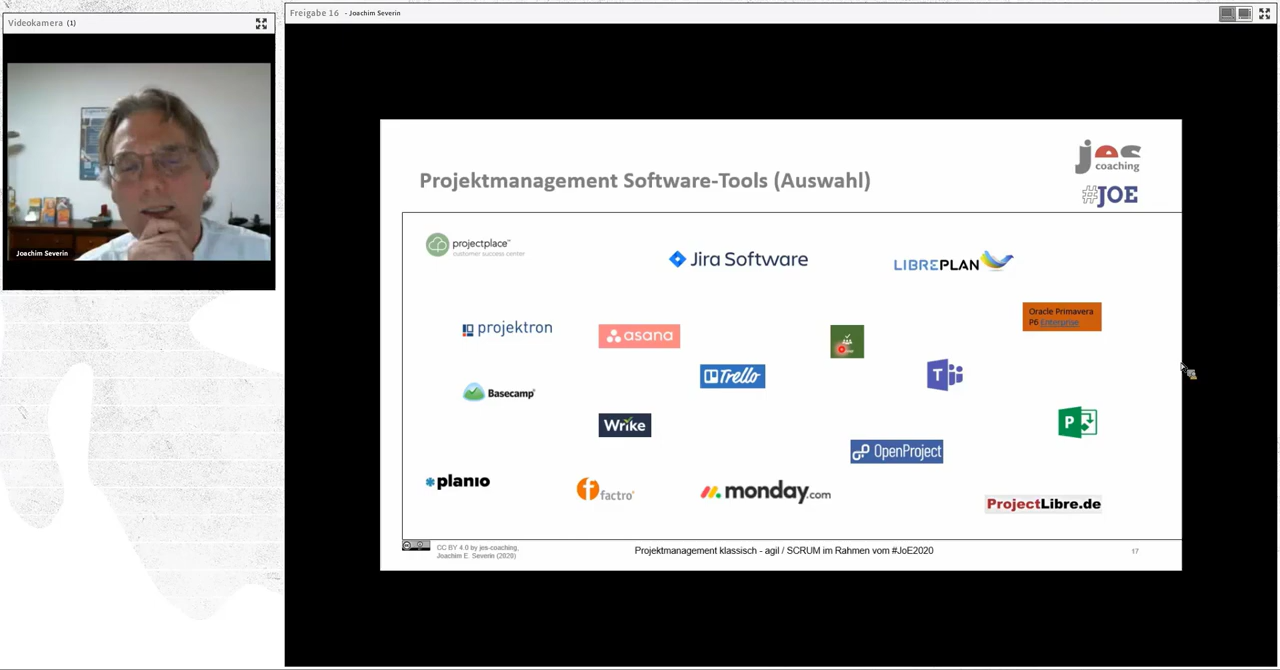 Videokamera (1)
Freigabe 16 - Joachim Severin
Joachim Severin
jes
coaching
#JOE
Projektmanagement Software-Tools (Auswahl)
projectplace™
customer success center
Jira Software
LIBREPLAN
Oracle Primavera
P6 Enterprise
projektron
asana
Trello
T
Basecamp®
Wrike
P
OpenProject
planio
f factro®
monday.com
ProjectLibre.de
CC BY 4.0 by jes-coaching,
Joachim E. Severin (2020)
Projektmanagement klassisch - agil / SCRUM im Rahmen vom #JoE2020
17